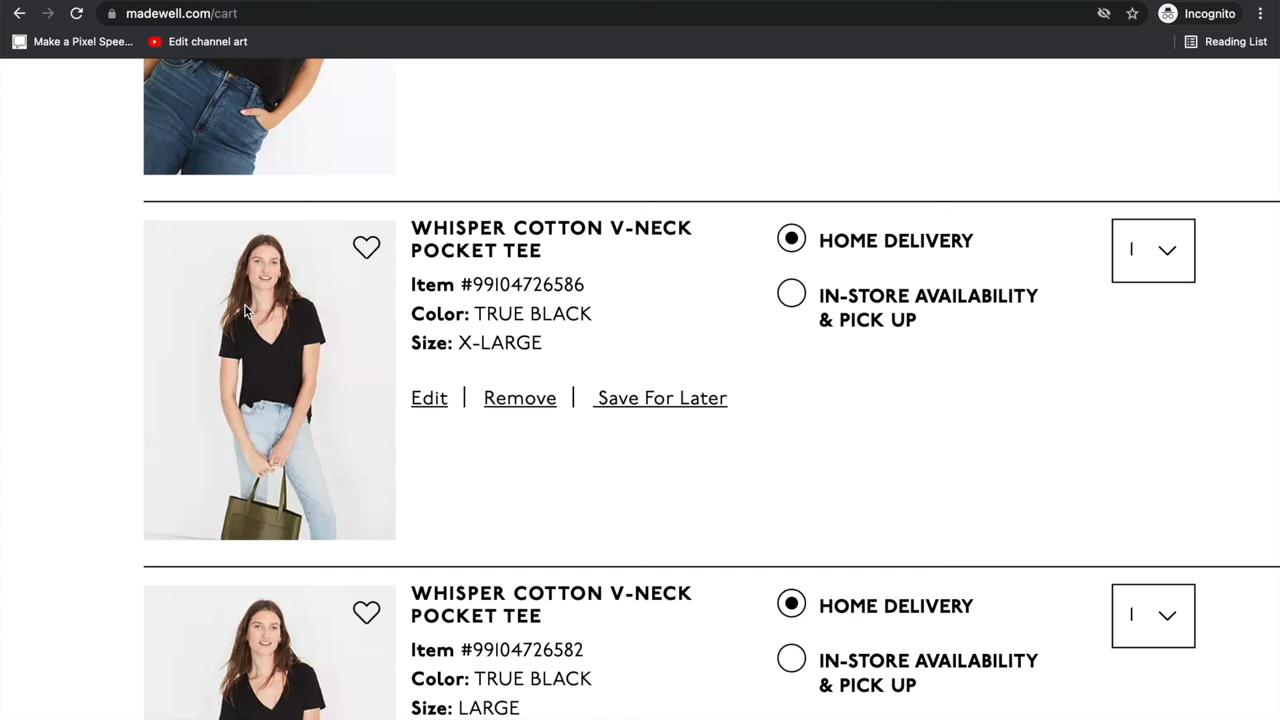 madewell.com/cart
Incognito
Make a Pixel Spee...
Edit channel art
Reading List
WHISPER COTTON V-NECK
POCKET TEE
Item #99104726586
Color: TRUE BLACK
Size: X-LARGE
Edit | Remove | Save For Later
HOME DELIVERY
IN-STORE AVAILABILITY
& PICK UP
1
WHISPER COTTON V-NECK
POCKET TEE
Item #99104726582
Color: TRUE BLACK
Size: LARGE
HOME DELIVERY
IN-STORE AVAILABILITY
& PICK UP
1